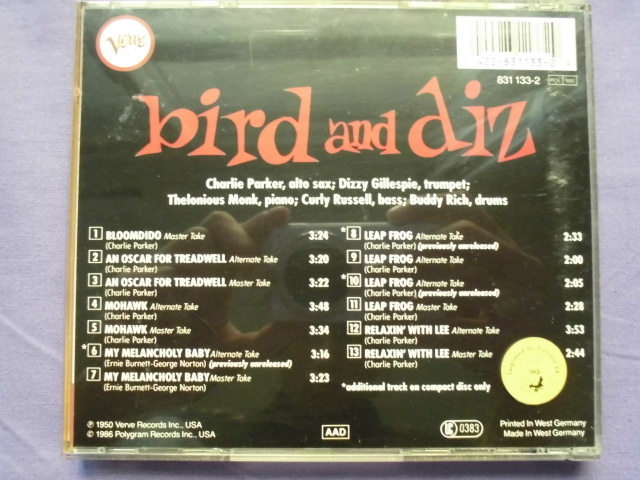 Verve
422-831133-2 4
831 133-2
bird and diz
Charlie Parker, alto sax; Dizzy Gillespie, trumpet;
Thelonious Monk, piano; Curly Russell, bass; Buddy Rich, drums
1 BLOOMDIDO Master Take 3:24
(Charlie Parker)
2 AN OSCAR FOR TREADWELL Alternate Take 3:20
(Charlie Parker)
3 AN OSCAR FOR TREADWELL Master Take 3:22
(Charlie Parker)
4 MOHAWK Alternate Take 3:48
(Charlie Parker)
5 MOHAWK Master Take 3:34
(Charlie Parker)
*6 MY MELANCHOLY BABY Alternate Take 3:16
(Ernie Burnett-George Norton) (previously unreleased)
7 MY MELANCHOLY BABY Master Take 3:23
(Ernie Burnett-George Norton)
*8 LEAP FROG Alternate Take 2:33
(Charlie Parker) (previously unreleased)
9 LEAP FROG Alternate Take 2:00
(Charlie Parker)
*10 LEAP FROG Alternate Take 2:05
(Charlie Parker) (previously unreleased)
11 LEAP FROG Master Take 2:28
(Charlie Parker)
12 RELAXIN' WITH LEE Alternate Take 3:53
(Charlie Parker)
13 RELAXIN' WITH LEE Master Take 2:44
(Charlie Parker)
*additional track on compact disc only
℗ 1950 Verve Records Inc., USA
© 1986 Polygram Records Inc., USA
AAD
LC 0383
Printed In West Germany
Made In West Germany